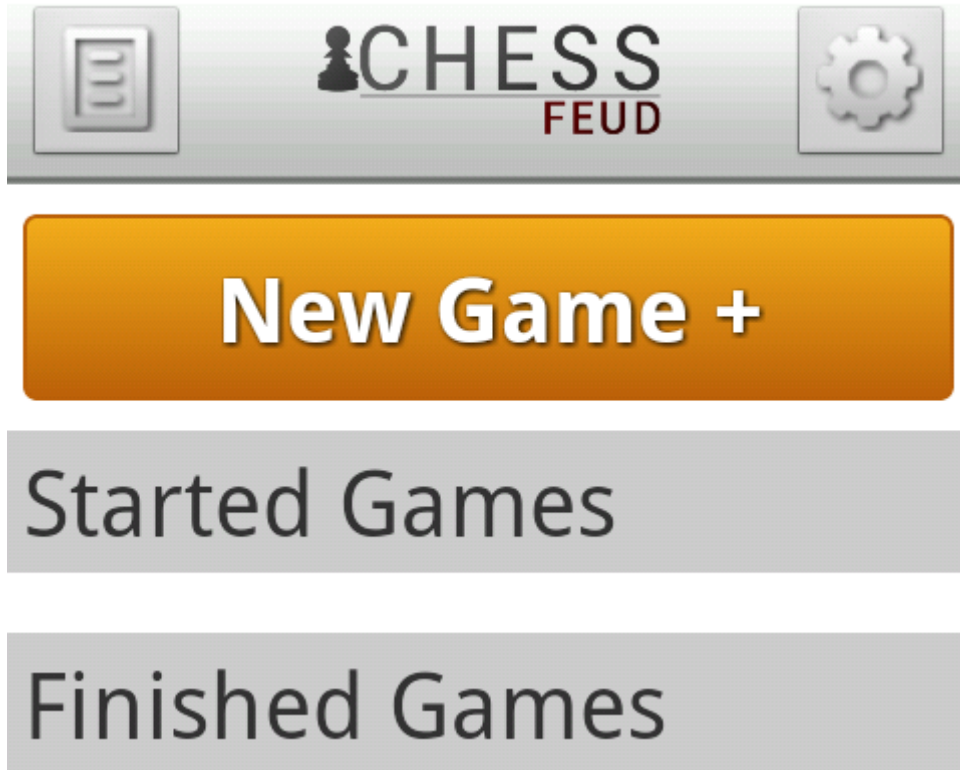 CHESS
FEUD
New Game +
Started Games
Finished Games